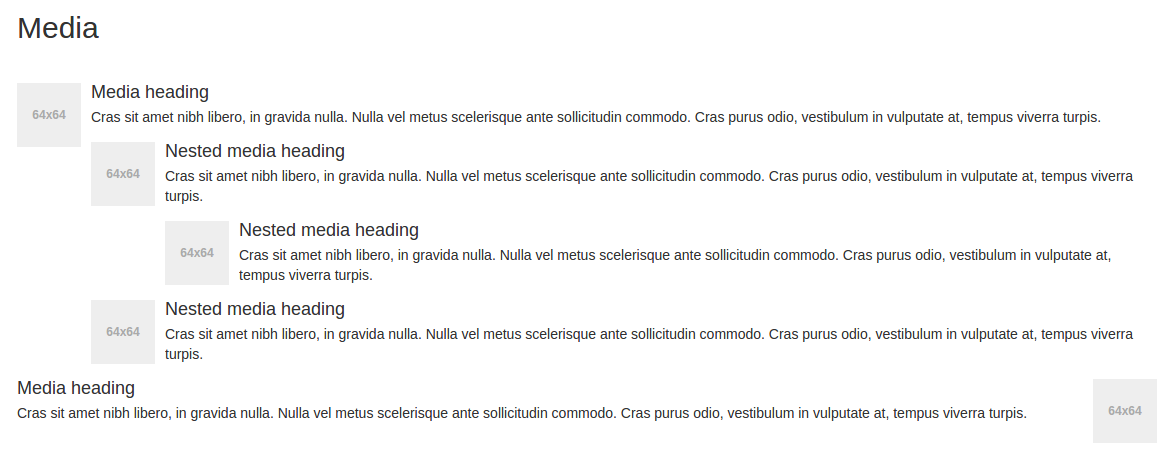 Media
Media heading
64x64
Cras sit amet nibh libero, in gravida nulla. Nulla vel metus scelerisque ante sollicitudin commodo. Cras purus odio, vestibulum in vulputate at, tempus viverra turpis.
Nested media heading
64x64
Cras sit amet nibh libero, in gravida nulla. Nulla vel metus scelerisque ante sollicitudin commodo. Cras purus odio, vestibulum in vulputate at, tempus viverra
turpis.
Nested media heading
64x64
Cras sit amet nibh libero, in gravida nulla. Nulla vel metus scelerisque ante sollicitudin commodo. Cras purus odio, vestibulum in vulputate at,
tempus viverra turpis.
Nested media heading
64x64
Cras sit amet nibh libero, in gravida nulla. Nulla vel metus scelerisque ante sollicitudin commodo. Cras purus odio, vestibulum in vulputate at, tempus viverra
turpis.
Media heading
Cras sit amet nibh libero, in gravida nulla. Nulla vel metus scelerisque ante sollicitudin commodo. Cras purus odio, vestibulum in vulputate at, tempus viverra turpis.
64x64